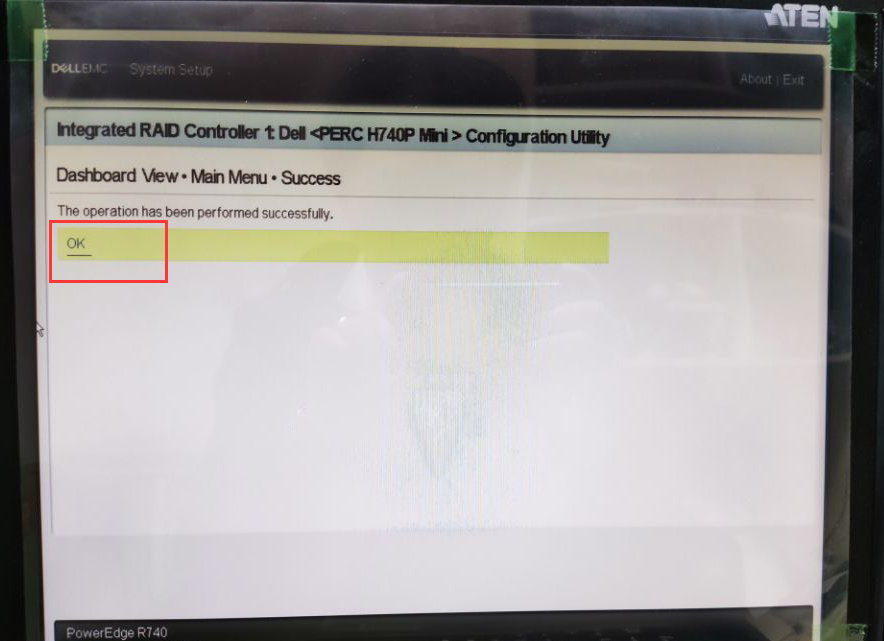 ATEN
DELLEMC System Setup
About | Exit
Integrated RAID Controller 1: Dell <PERC H740P Mini > Configuration Utility
Dashboard View • Main Menu • Success
The operation has been performed successfully.
OK
PowerEdge R740